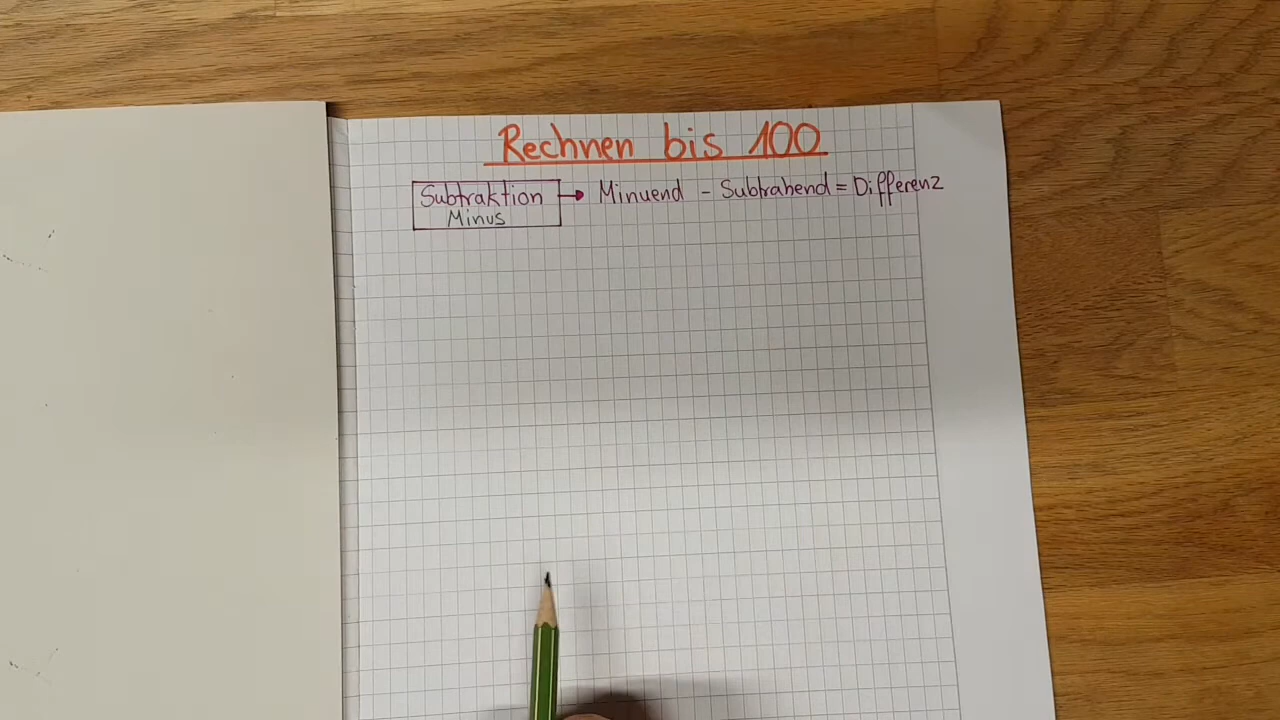 Rechnen bis 100
Subtraktion → Minuend - Subtrahend = Differenz
Minus